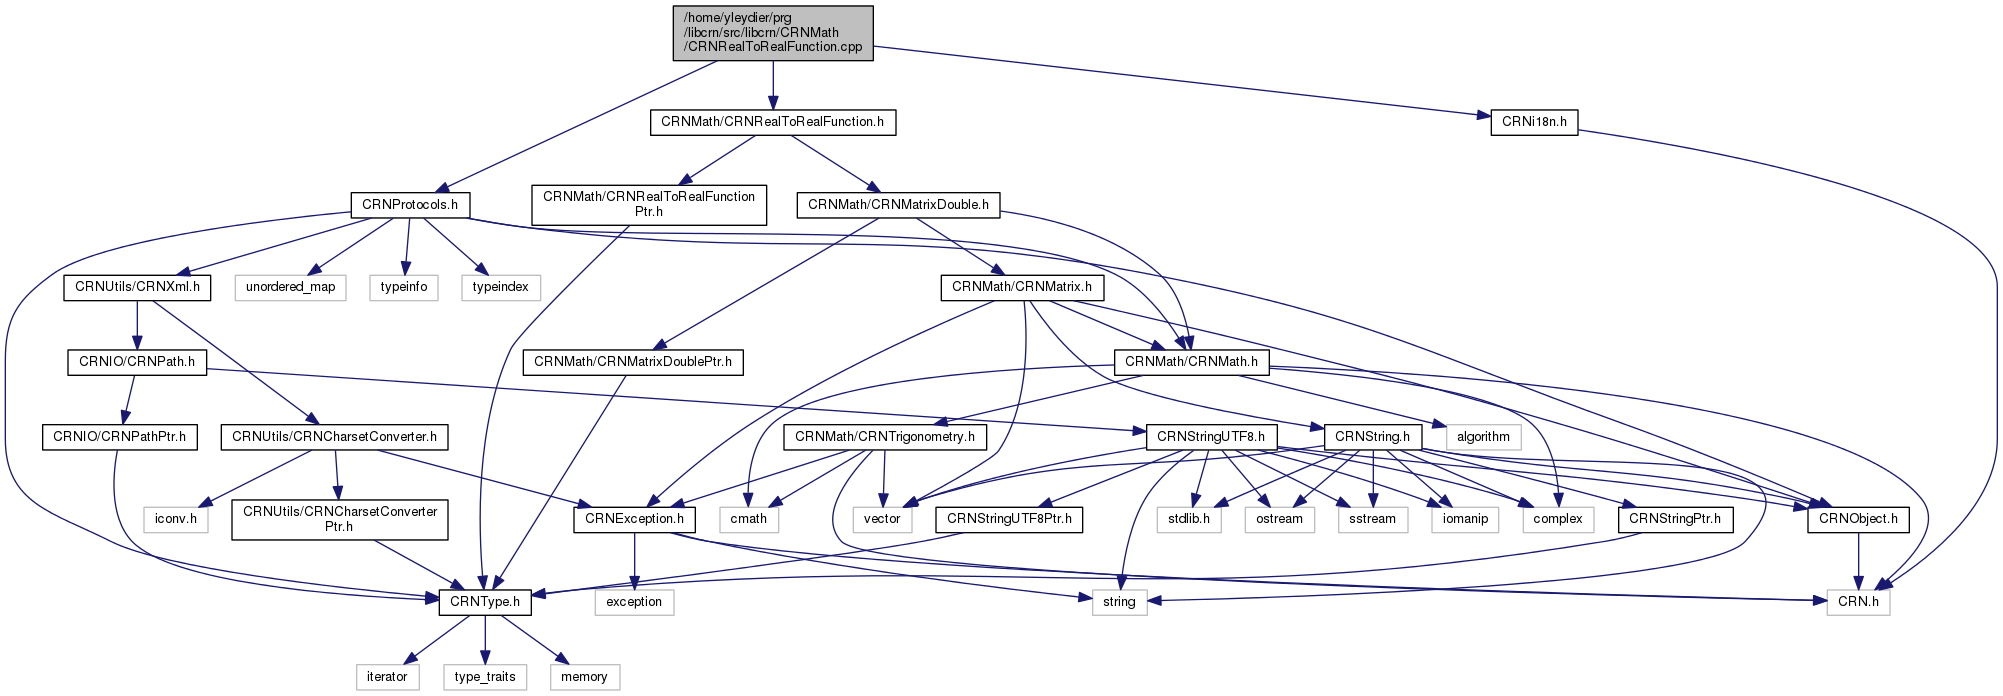 /home/yleydier/prg
/libcrn/src/libcrn/CRNMath
/CRNRealToRealFunction.cpp
CRNMath/CRNRealToRealFunction.h
CRNi18n.h
CRNProtocols.h
CRNMath/CRNRealToRealFunction
Ptr.h
CRNMath/CRNMatrixDouble.h
CRNUtils/CRNXml.h
unordered_map
typeinfo
typeindex
CRNMath/CRNMatrix.h
CRNIO/CRNPath.h
CRNMath/CRNMatrixDoublePtr.h
CRNMath/CRNMath.h
CRNIO/CRNPathPtr.h
CRNUtils/CRNCharsetConverter.h
CRNMath/CRNTrigonometry.h
CRNStringUTF8.h
CRNString.h
algorithm
iconv.h
CRNUtils/CRNCharsetConverter
Ptr.h
CRNException.h
cmath
vector
CRNStringUTF8Ptr.h
stdlib.h
ostream
sstream
iomanip
complex
CRNStringPtr.h
CRNObject.h
CRNType.h
exception
string
CRN.h
iterator
type_traits
memory